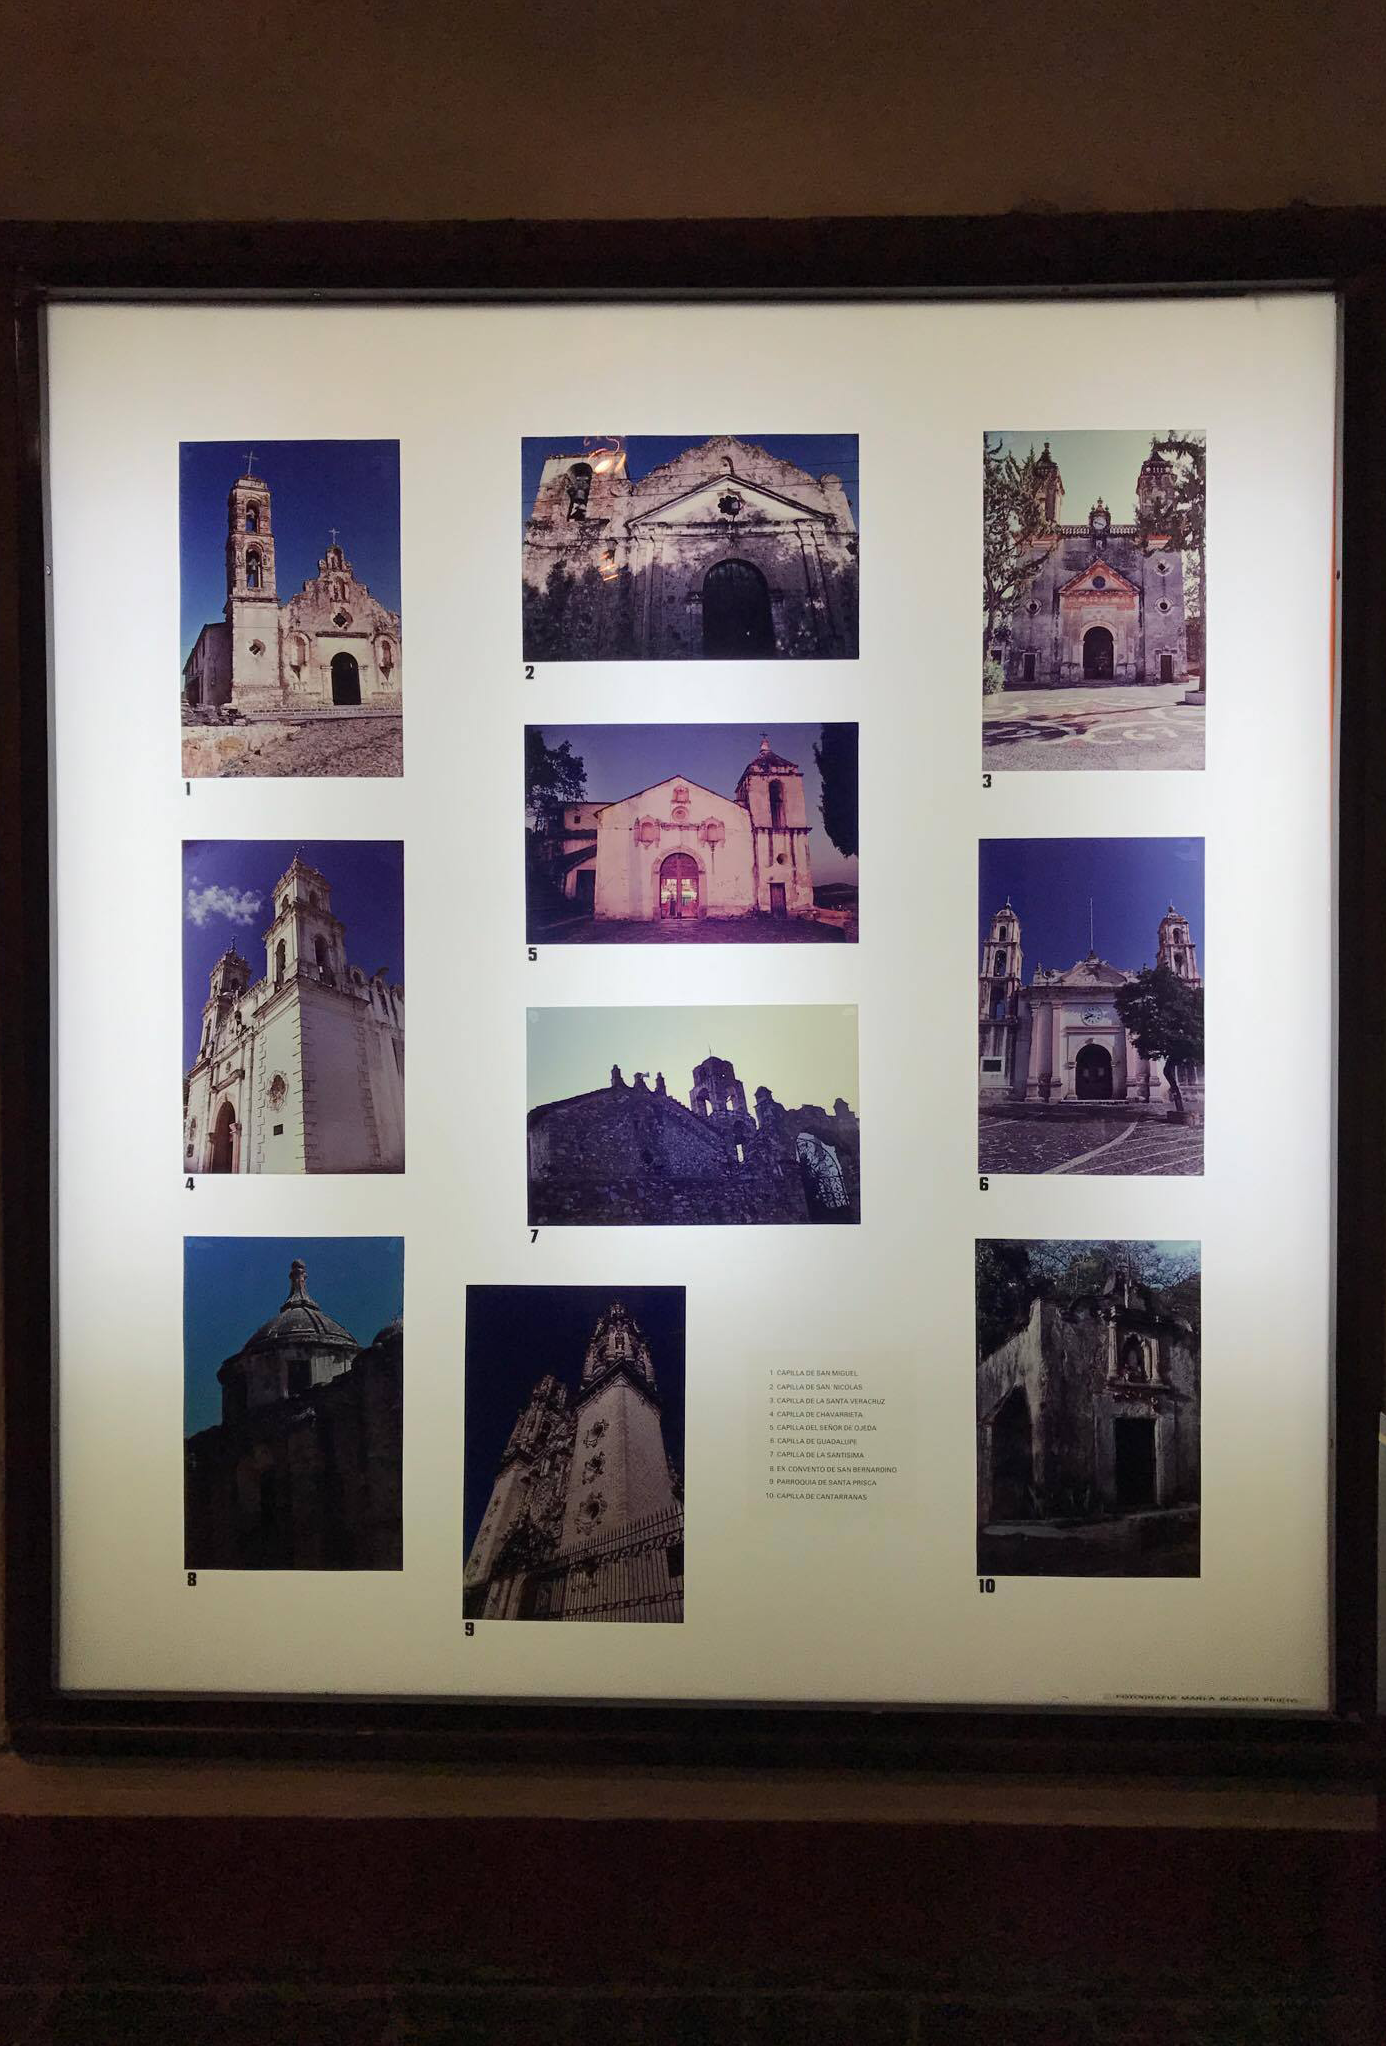 1
2
3
4
5
6
7
8
9
10
1 CAPILLA DE SAN MIGUEL
2 CAPILLA DE SAN NICOLAS
3 CAPILLA DE LA SANTA VERACRUZ
4 CAPILLA DE CHAVARRIETA
5 CAPILLA DEL SEÑOR DE OJEDA
6 CAPILLA DE GUADALUPE
7 CAPILLA DE LA SANTISIMA
8 EX-CONVENTO DE SAN BERNARDINO
9 PARROQUIA DE SANTA PRISCA
10 CAPILLA DE CANTARRANAS
FOTOGRAFIA BLANCO PRIETO